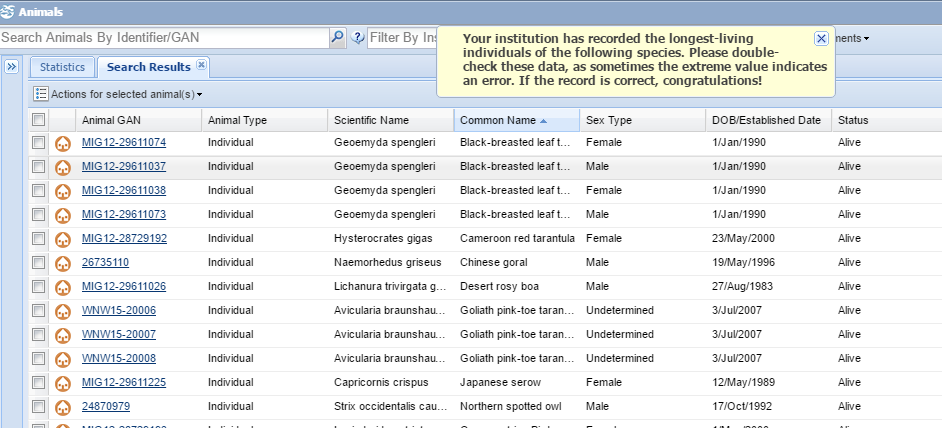 Animals
Search Animals By Identifier/GAN Filter By Ins ments
Your institution has recorded the longest-living
individuals of the following species. Please double-
check these data, as sometimes the extreme value indicates
an error. If the record is correct, congratulations!
Statistics Search Results
Actions for selected animal(s)
Animal GAN Animal Type Scientific Name Common Name Sex Type DOB/Established Date Status
MIG12-29611074 Individual Geoemyda spengleri Black-breasted leaf t... Female 1/Jan/1990 Alive
MIG12-29611037 Individual Geoemyda spengleri Black-breasted leaf t... Male 1/Jan/1990 Alive
MIG12-29611038 Individual Geoemyda spengleri Black-breasted leaf t... Female 1/Jan/1990 Alive
MIG12-29611073 Individual Geoemyda spengleri Black-breasted leaf t... Male 1/Jan/1990 Alive
MIG12-28729192 Individual Hysterocrates gigas Cameroon red tarantula Female 23/May/2000 Alive
26735110 Individual Naemorhedus griseus Chinese goral Male 19/May/1996 Alive
MIG12-29611026 Individual Lichanura trivirgata g... Desert rosy boa Male 27/Aug/1983 Alive
WNW15-20006 Individual Avicularia braunshau... Goliath pink-toe taran... Undetermined 3/Jul/2007 Alive
WNW15-20007 Individual Avicularia braunshau... Goliath pink-toe taran... Undetermined 3/Jul/2007 Alive
WNW15-20008 Individual Avicularia braunshau... Goliath pink-toe taran... Undetermined 3/Jul/2007 Alive
MIG12-29611225 Individual Capricornis crispus Japanese serow Female 12/May/1989 Alive
24870979 Individual Strix occidentalis cau... Northern spotted owl Male 17/Oct/1992 Alive